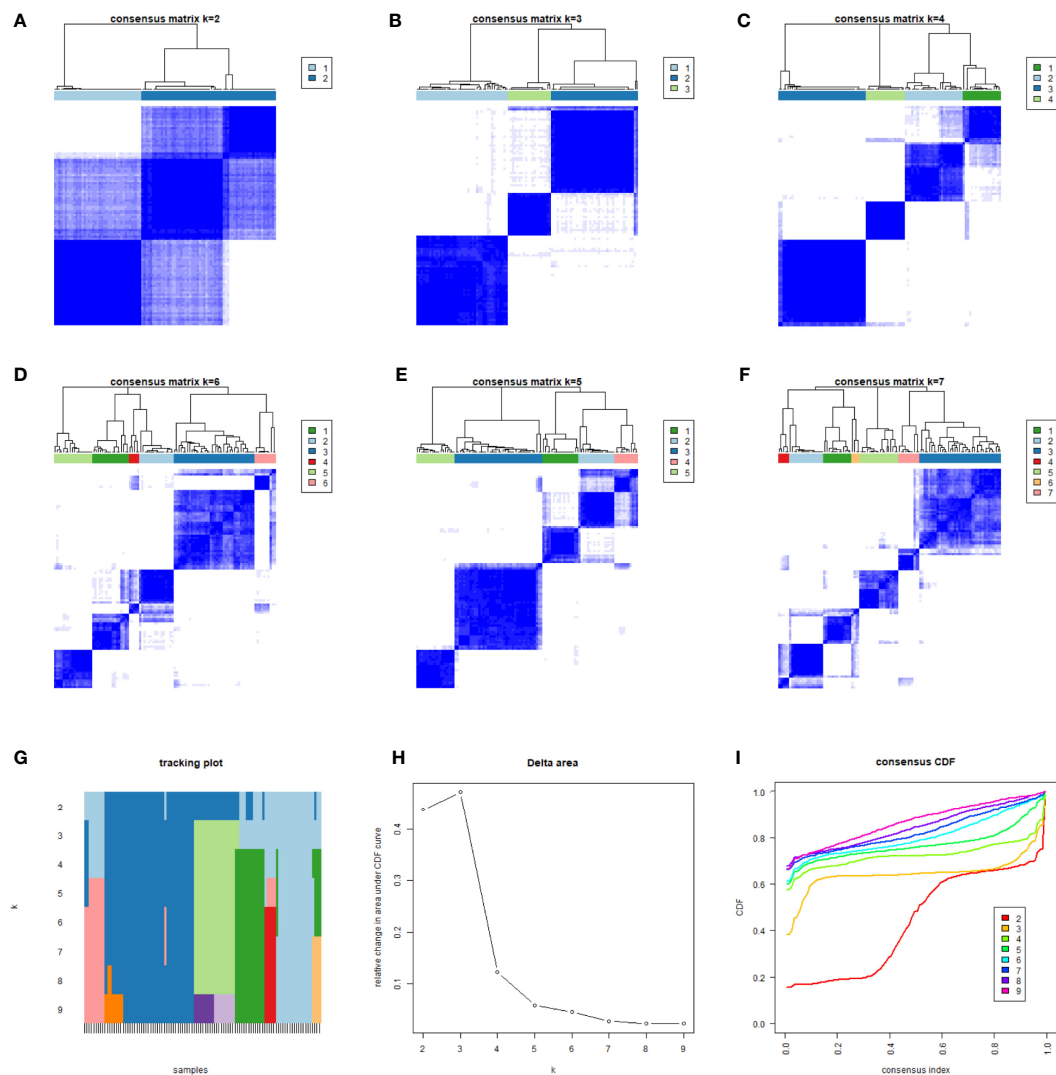 A
consensus matrix k=2
1
2
B
consensus matrix k=3
1
2
3
C
consensus matrix k=4
1
2
3
4
D
consensus matrix k=6
1
2
3
4
5
6
E
consensus matrix k=5
1
2
3
4
5
F
consensus matrix k=7
1
2
3
4
5
6
7
G
tracking plot
2
3
4
5
6
7
8
9
k
samples
H
Delta area
relative change in area under CDF curve
0.4
0.3
0.2
0.1
2 3 4 5 6 7 8 9
k
I
consensus CDF
CDF
1.0
0.8
0.6
0.4
0.2
0.0
2
3
4
5
6
7
8
9
0.0 0.2 0.4 0.6 0.8 1.0
consensus index